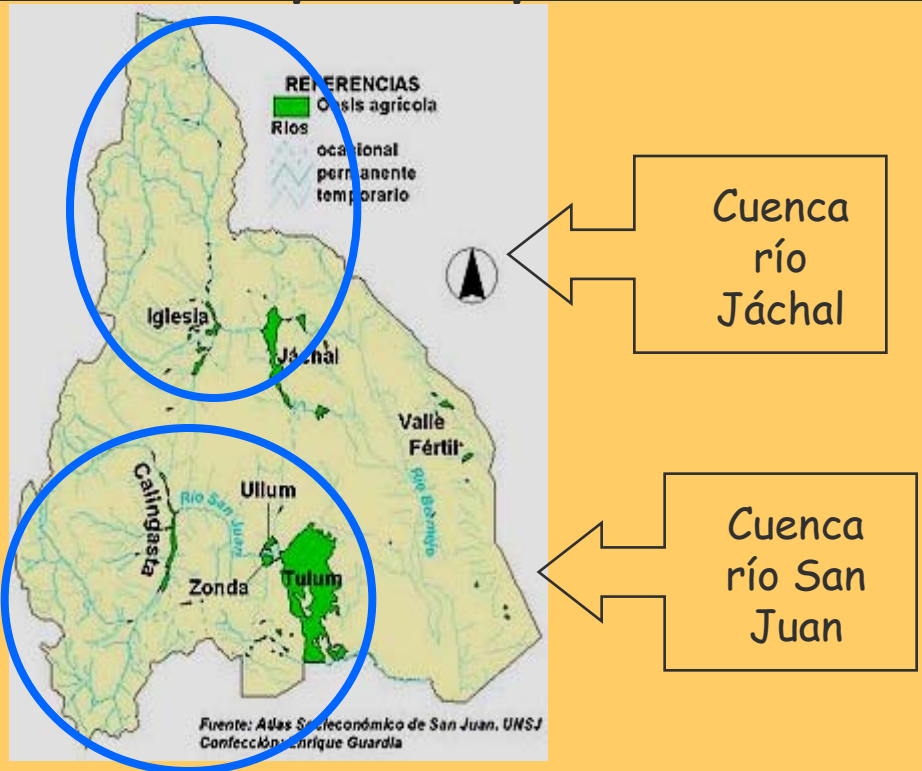 REFERENCIAS
Oasis agrícola
Ríos
ocasional
permanente
temporario
Iglesia
Jáchal
Valle
Fértil
Río Bermejo
Calingasta
Río San Juan
Ullum
Zonda
Tulum
Fuente: Atlas Socieconómico de San Juan. UNSJ
Confección: Enrique Guardia
Cuenca
río
Jáchal
Cuenca
río San
Juan